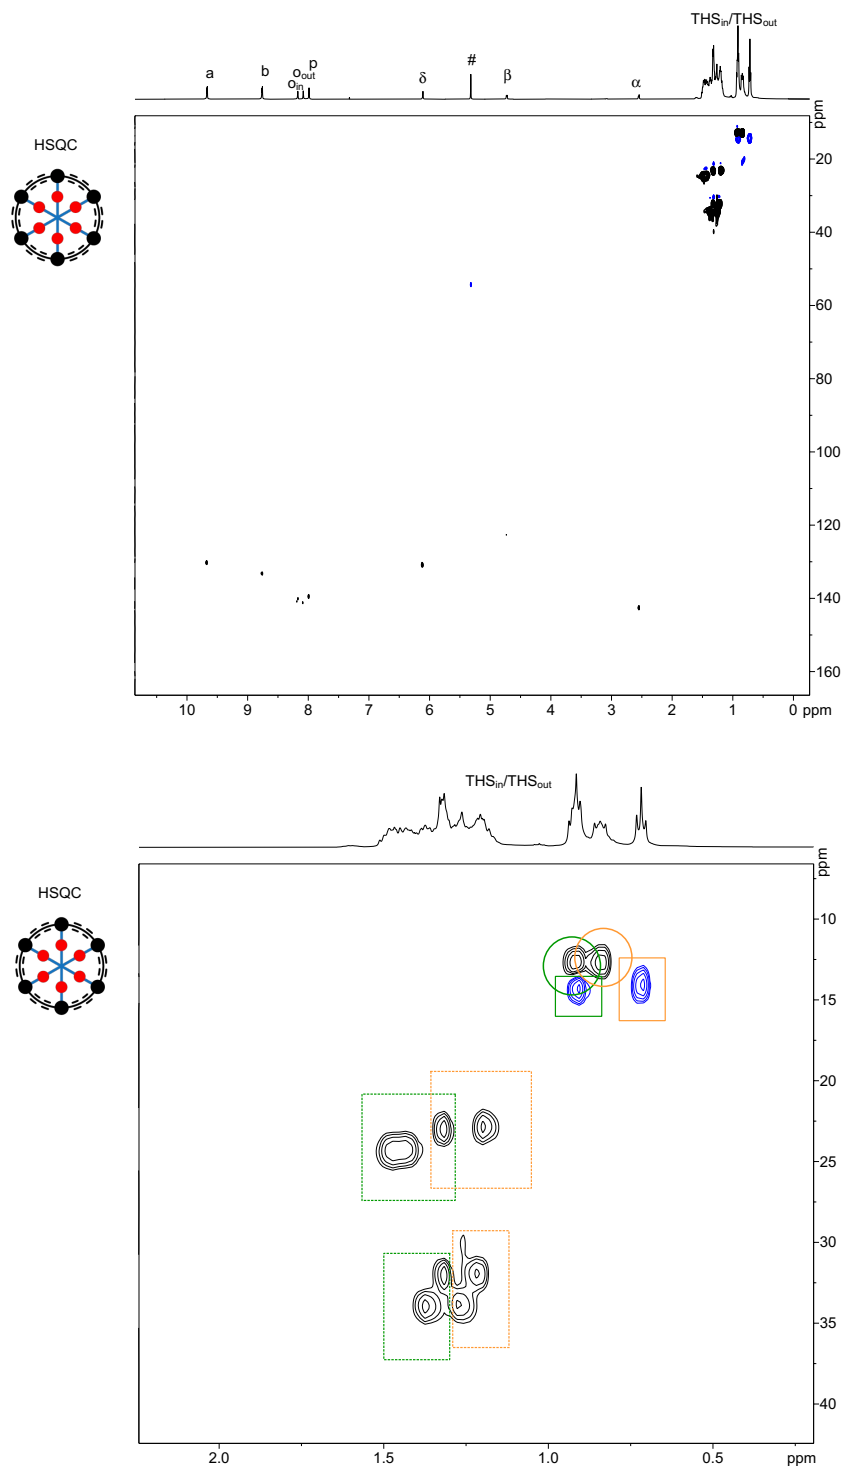 THSin/THSout
a b oin oout p δ # β α
HSQC
ppm
20
40
60
80
100
120
140
160
10 9 8 7 6 5 4 3 2 1 0 ppm
THSin/THSout
HSQC
ppm
10
15
20
25
30
35
40
2.0 1.5 1.0 0.5 ppm